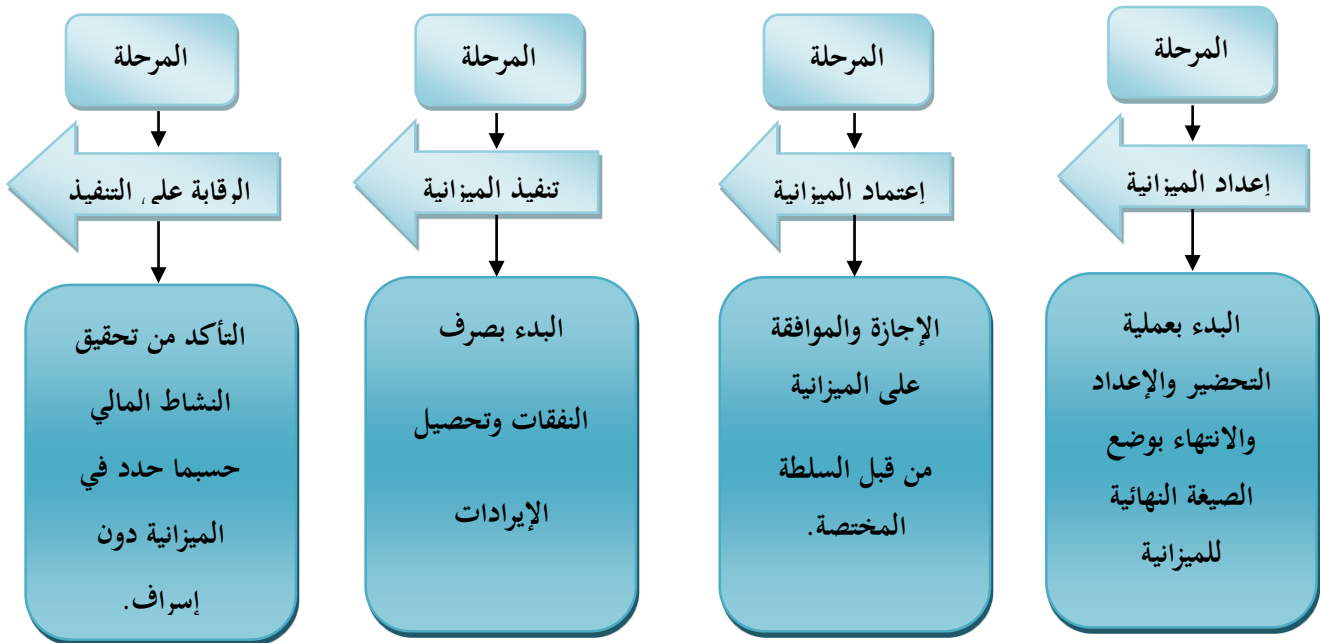 المرحلة
إعداد الميزانية
البدء بعملية
التحضير والإعداد
والانتهاء بوضع
الصيغة النهائية
للميزانية
المرحلة
إعتماد الميزانية
الإجازة والموافقة
على الميزانية
من قبل السلطة
المختصة.
المرحلة
تنفيذ الميزانية
البدء بصرف
النفقات وتحصيل
الإيرادات
المرحلة
الرقابة على التنفيذ
التأكد من تحقيق
النشاط المالي
حسبما حدد في
الميزانية دون
إسراف.